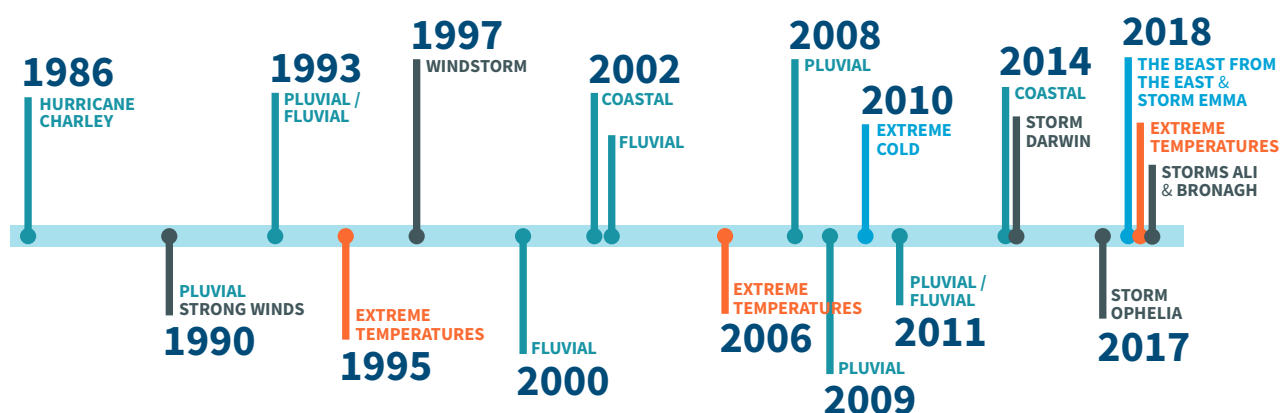 1986
HURRICANE
CHARLEY
1990
PLUVIAL
STRONG WINDS
1993
PLUVIAL /
FLUVIAL
1995
EXTREME
TEMPERATURES
1997
WINDSTORM
2000
FLUVIAL
2002
COASTAL
FLUVIAL
2006
EXTREME
TEMPERATURES
2008
PLUVIAL
2009
PLUVIAL
2010
EXTREME
COLD
2011
PLUVIAL /
FLUVIAL
2014
COASTAL
STORM
DARWIN
2017
STORM
OPHELIA
2018
THE BEAST FROM
THE EAST &
STORM EMMA
EXTREME
TEMPERATURES
STORMS ALI
& BRONAGH